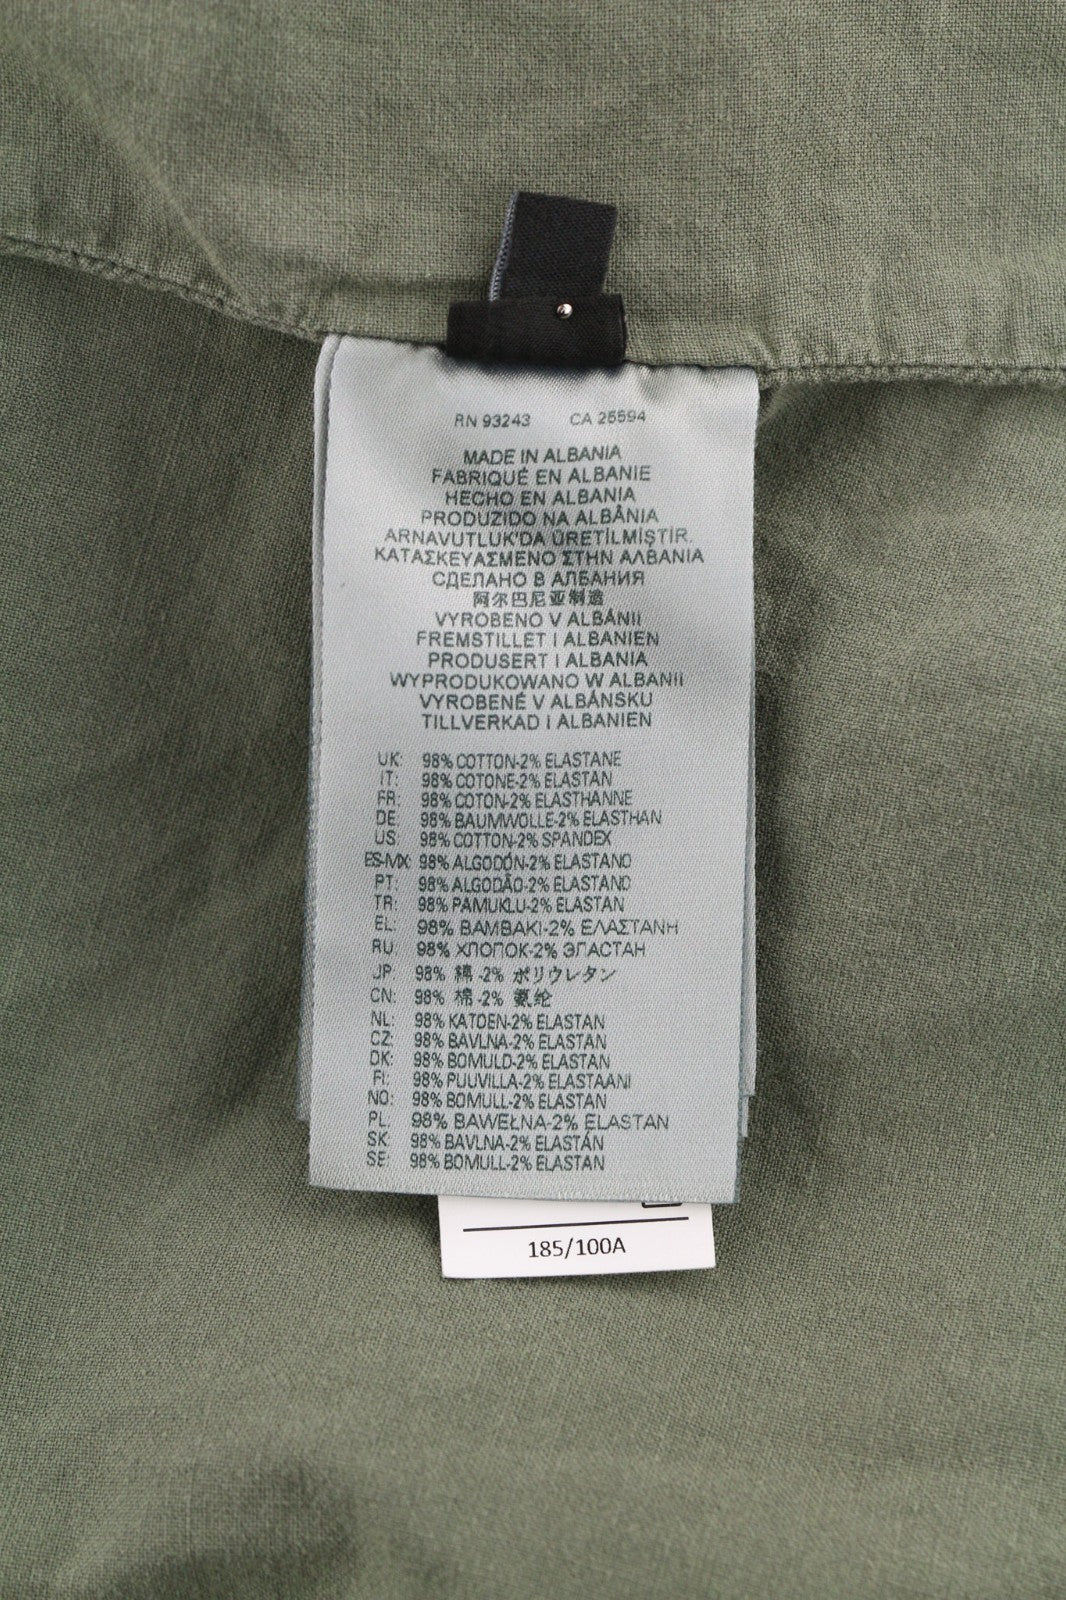 RN 93243 CA 25594
MADE IN ALBANIA
FABRIQUÉ EN ALBANIE
HECHO EN ALBANIA
PRODUZIDO NA ALBÂNIA
ARNAVUTLUK'DA ÜRETİLMİŞTİR.
ΚΑΤΑΣΚΕΥΑΣΜΕΝΟ ΣΤΗΝ ΑΛΒΑΝΙΑ
СДЕЛАНО В АЛБАНИЯ
阿尔巴尼亚制造
VYROBENO V ALBÁNII
FREMSTILLET I ALBANIEN
PRODUSERT I ALBANIA
WYPRODUKOWANO W ALBANII
VYROBENÉ V ALBÁNSKU
TILLVERKAD I ALBANIEN
UK: 98% COTTON-2% ELASTANE
IT: 98% COTONE-2% ELASTAN
FR: 98% COTON-2% ELASTHANNE
DE: 98% BAUMWOLLE-2% ELASTHAN
US: 98% COTTON-2% SPANDEX
ES-MX: 98% ALGODÓN-2% ELASTANO
PT: 98% ALGODÃO-2% ELASTANO
TR: 98% PAMUKLU-2% ELASTAN
EL: 98% ΒΑΜΒΑΚΙ-2% ΕΛΑΣΤΑΝΗ
RU: 98% ХЛОПОК-2% ЭЛАСТАН
JP: 98% 綿 -2% ポリウレタン
CN: 98% 棉 -2% 氨纶
NL: 98% KATOEN-2% ELASTAN
CZ: 98% BAVLNA-2% ELASTAN
DK: 98% BOMULD-2% ELASTAN
FI: 98% PUUVILLA-2% ELASTAANI
NO: 98% BOMULL-2% ELASTAN
PL: 98% BAWEŁNA-2% ELASTAN
SK: 98% BAVLNA-2% ELASTÁN
SE: 98% BOMULL-2% ELASTAN
185/100A